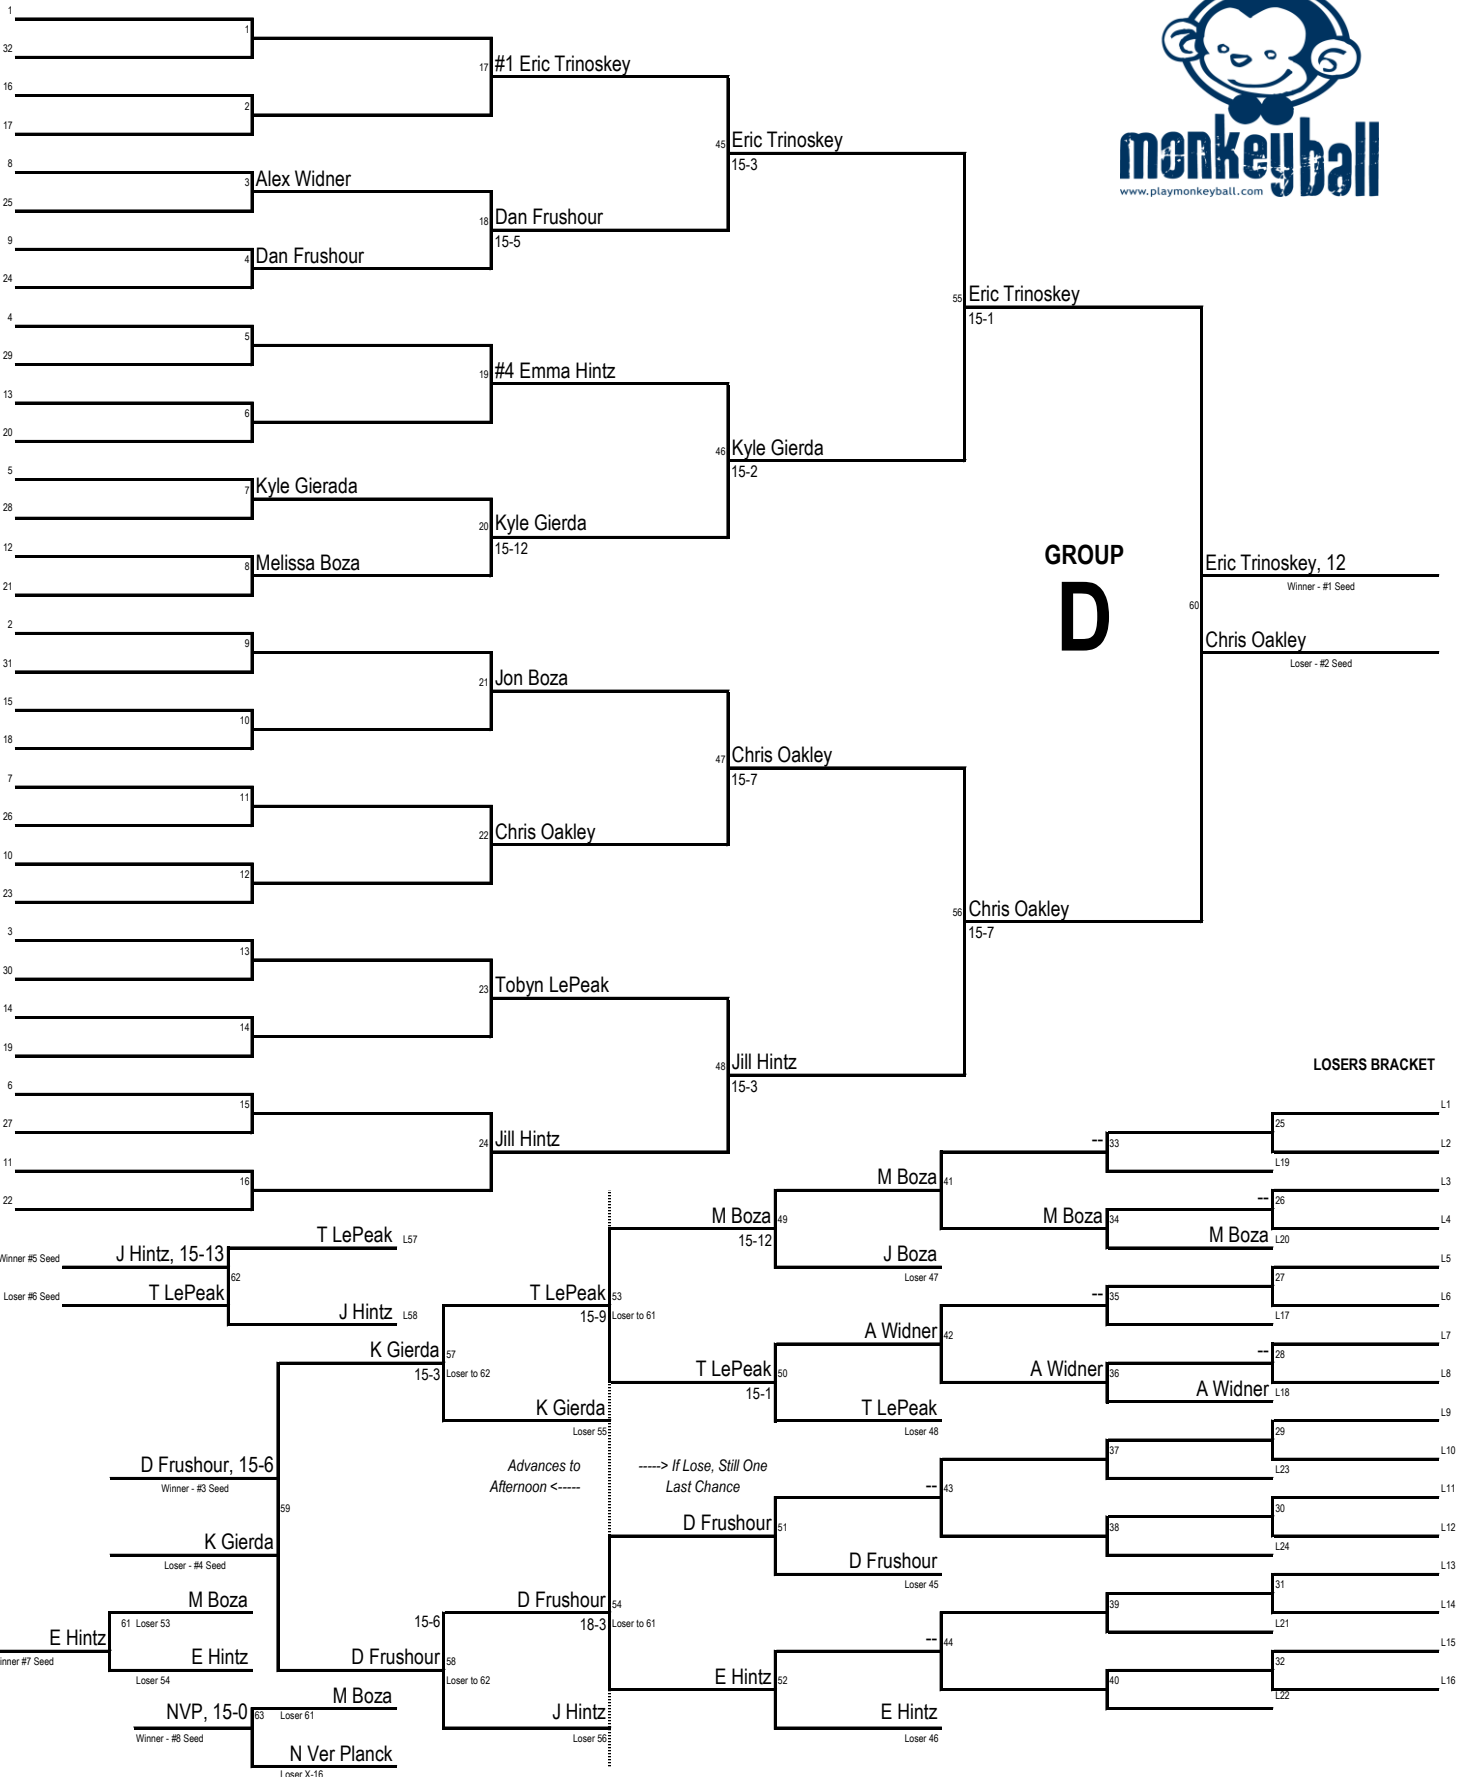 1
1
32
17 #1 Eric Trinoskey
16
2
17
45 Eric Trinoskey
15-3
8
3 Alex Widner
25
18 Dan Frushour
15-5
9
4 Dan Frushour
24
monkeyball
www.playmonkeyball.com
55 Eric Trinoskey
15-1
4
5
29
19 #4 Emma Hintz
13
6
20
46 Kyle Gierda
15-2
5
7 Kyle Gierada
28
20 Kyle Gierda
15-12
12
8 Melissa Boza
21
GROUP
D
Eric Trinoskey, 12
Winner - #1 Seed
60
Chris Oakley
Loser - #2 Seed
2
9
31
21 Jon Boza
15
10
18
47 Chris Oakley
15-7
7
11
26
22 Chris Oakley
10
12
23
56 Chris Oakley
15-7
3
13
30
23 Tobyn LePeak
14
14
19
48 Jill Hintz
15-3
6
15
27
24 Jill Hintz
11
16
22
LOSERS BRACKET
L1
25
L2
-- 33
L19
M Boza 41
L3
-- 26
L4
M Boza 34
M Boza L20
M Boza 49
15-12
J Boza
Loser 47
L5
27
L6
-- 35
L17
A Widner 42
L7
-- 28
L8
A Widner 36
A Widner L18
T LePeak 50
15-1
T LePeak
Loser 48
L9
29
L10
37
L23
-- 43
L11
30
L12
38
L24
D Frushour 51
D Frushour
Loser 45
L13
31
L14
39
L21
-- 44
L15
32
L16
40
L22
E Hintz 52
E Hintz
Loser 46
T LePeak 53
15-9 Loser to 61
K Gierda
Loser 55
K Gierda 57
15-3 Loser to 62
Advances to
Afternoon <-----
-----> If Lose, Still One
Last Chance
D Frushour 54
18-3 Loser to 61
15-6
D Frushour 58
Loser to 62
J Hintz
Loser 56
T LePeak L57
Winner #5 Seed J Hintz, 15-13
62
Loser #6 Seed T LePeak
J Hintz L58
D Frushour, 15-6
Winner - #3 Seed
59
K Gierda
Loser - #4 Seed
M Boza
61 Loser 53
E Hintz
inner #7 Seed
E Hintz
Loser 54
M Boza
NVP, 15-0 63 Loser 61
Winner - #8 Seed
N Ver Planck
Loser X-16